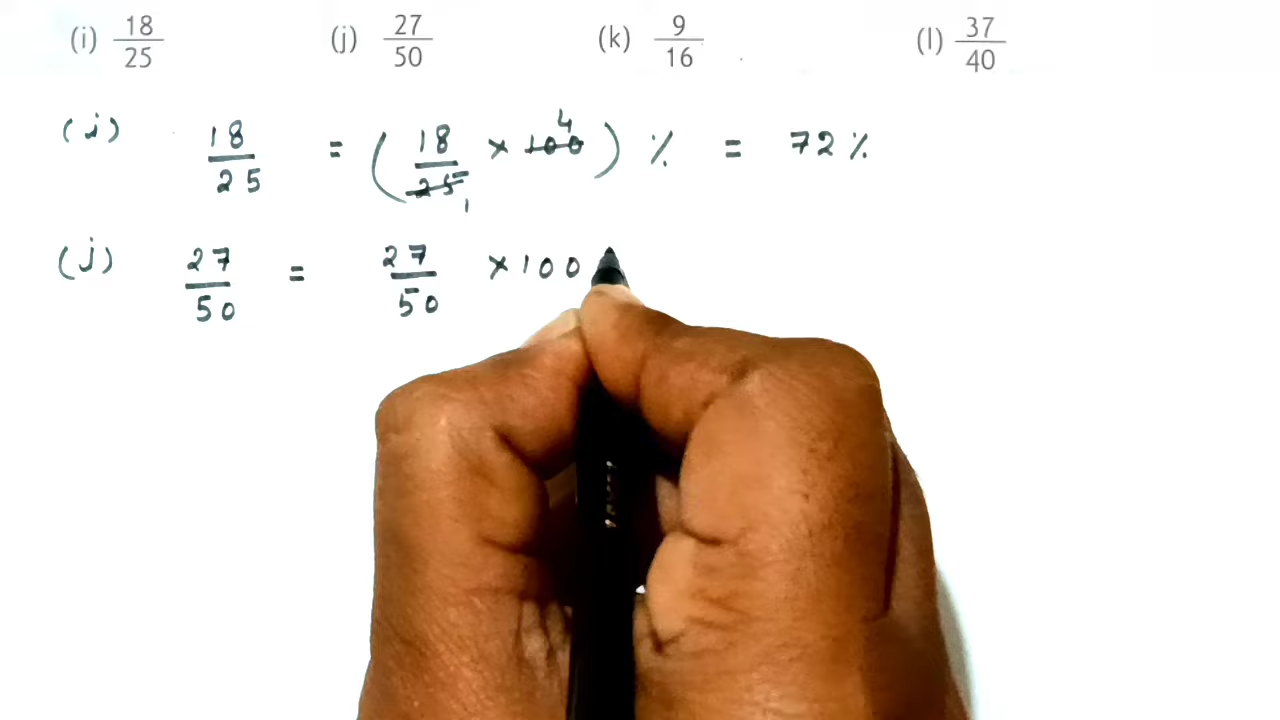 (i) 18/25 (j) 27/50 (k) 9/16 (l) 37/40
(i) 18/25 = (18/25 1 × 100 4) % = 72%
(j) 27/50 = 27/50 × 100